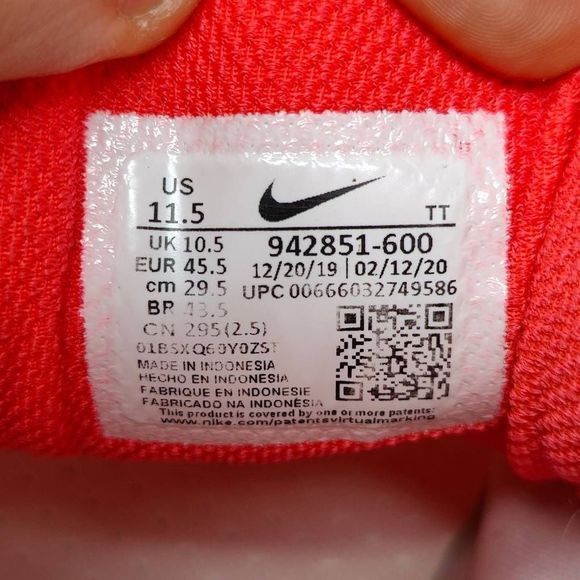 US
11.5
TT
UK 10.5
942851-600
EUR 45.5
12/20/19 | 02/12/20
cm 29.5
UPC 00666032749586
BR 43.5
CN 295(2.5)
MADE IN INDONESIA
HECHO EN INDONESIA
FABRIQUE EN INDONESIE
FABRICADO NA INDONÉSIA
This product is covered by one or more patents:
www.nike.com/patentsvirtualmarking